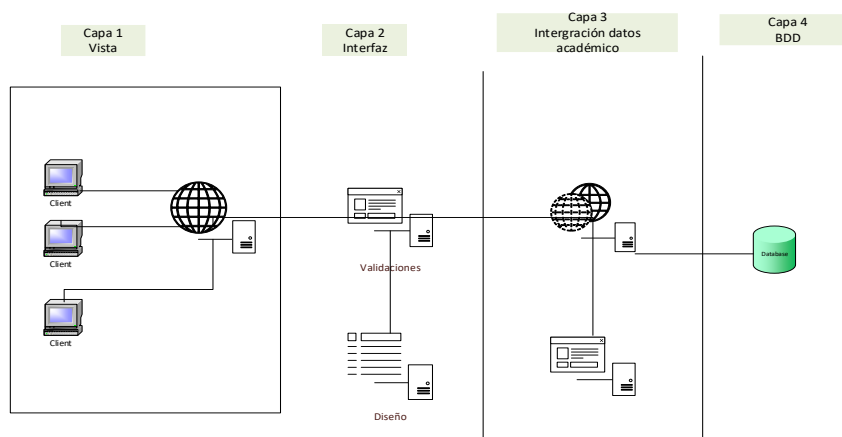 Capa 1
Vista
Capa 2
Interfaz
Capa 3
Intergración datos
académico
Capa 4
BDD
Client
Client
Client
Validaciones
Diseño
Database